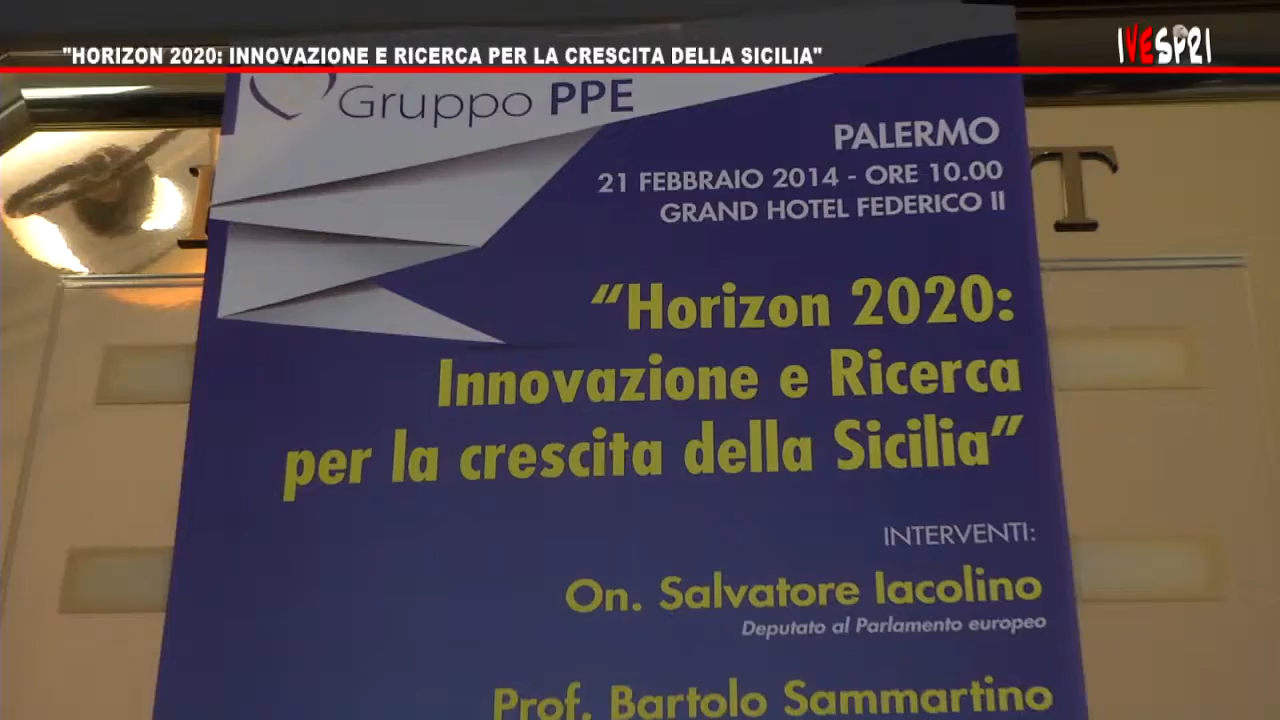 "HORIZON 2020: INNOVAZIONE E RICERCA PER LA CRESCITA DELLA SICILIA"
IVESPRI
Gruppo PPE
PALERMO
21 FEBBRAIO 2014 - ORE 10.00
GRAND HOTEL FEDERICO II
T
“Horizon 2020:
Innovazione e Ricerca
per la crescita della Sicilia”
INTERVENTI:
On. Salvatore Iacolino
Deputato al Parlamento europeo
Prof. Bartolo Sammartino